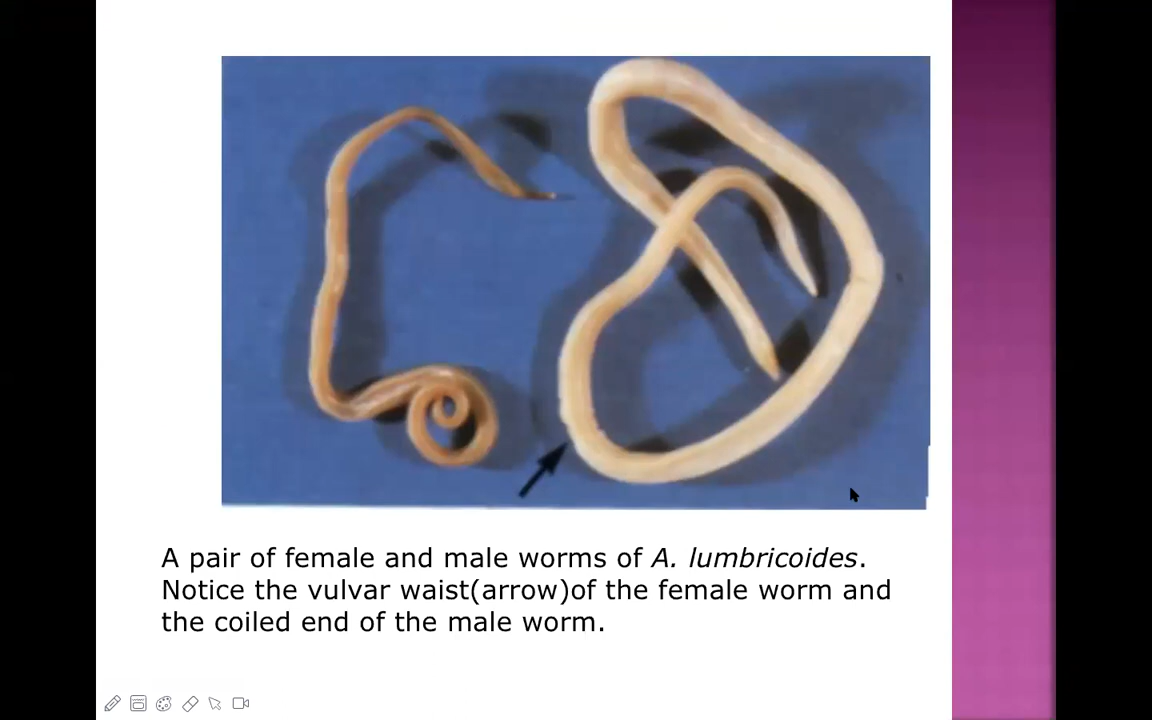 A pair of female and male worms of A. lumbricoides.
Notice the vulvar waist(arrow)of the female worm and
the coiled end of the male worm.